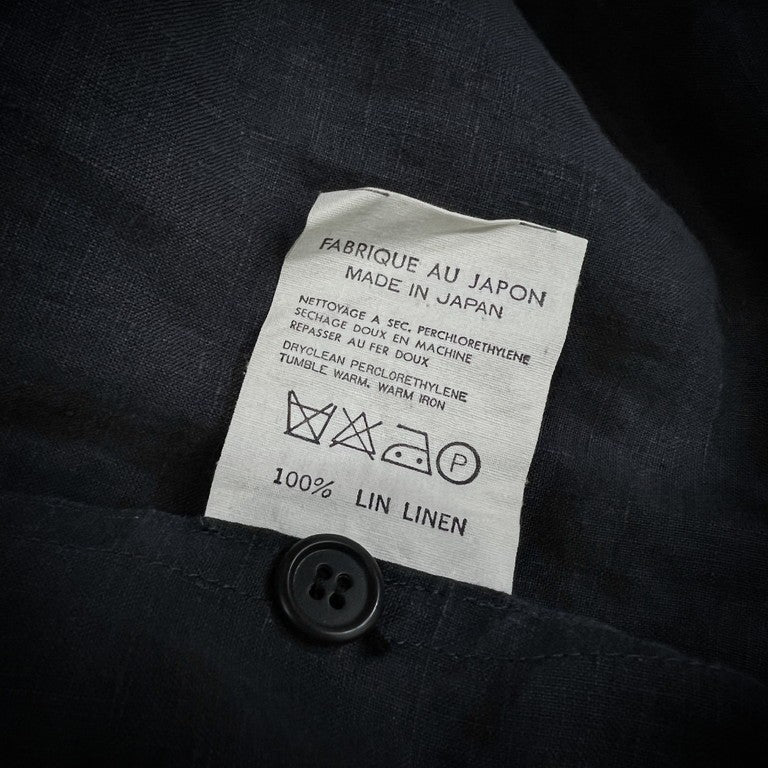 FABRIQUE AU JAPON
MADE IN JAPAN
NETTOYAGE A SEC. PERCHLORETHYLENE
SECHAGE DOUX EN MACHINE
REPASSER AU FER DOUX
DRYCLEAN PERCLORETHYLENE
TUMBLE WARM. WARM IRON
P
100% LIN LINEN